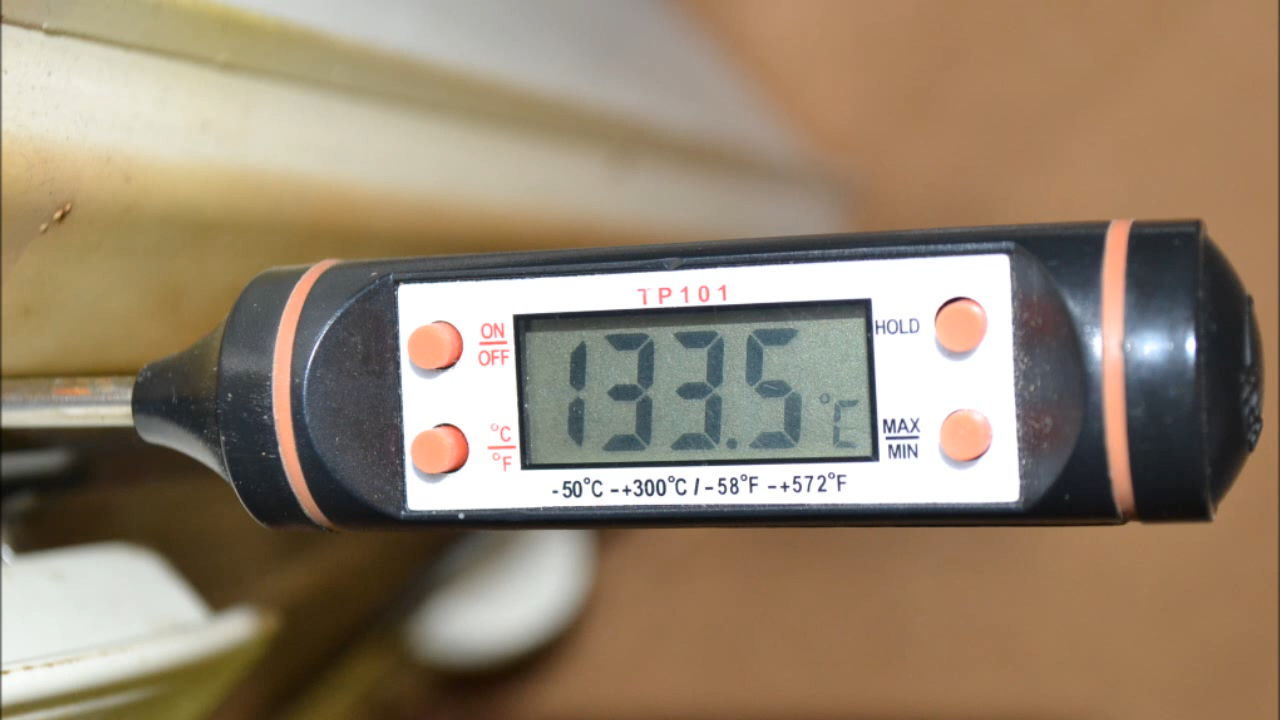 TP101
ON
OFF
HOLD
133.5 °C
°C
°F
MAX
MIN
-50°C -+300°C / -58°F -+572°F